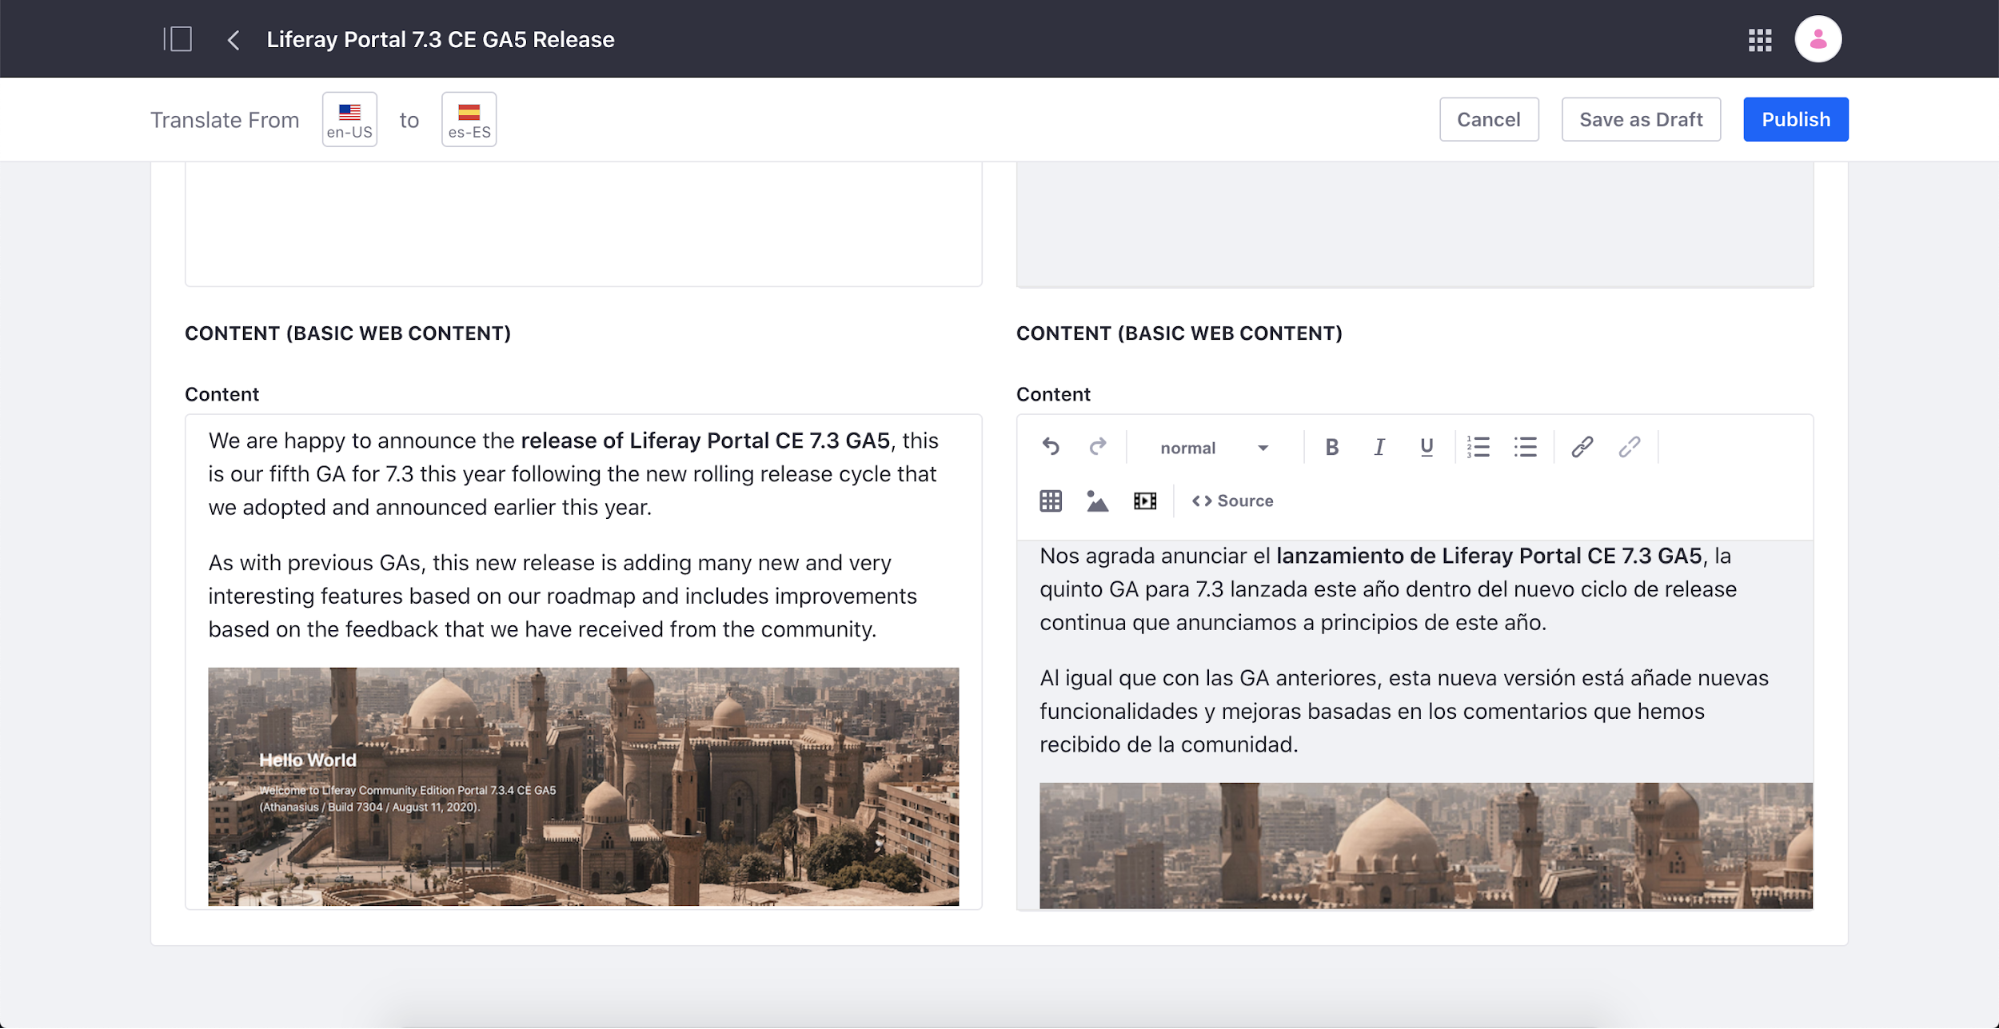 Liferay Portal 7.3 CE GA5 Release
Translate From en-US to es-ES Cancel Save as Draft Publish
CONTENT (BASIC WEB CONTENT)
Content
We are happy to announce the release of Liferay Portal CE 7.3 GA5, this
is our fifth GA for 7.3 this year following the new rolling release cycle that
we adopted and announced earlier this year.
As with previous GAs, this new release is adding many new and very
interesting features based on our roadmap and includes improvements
based on the feedback that we have received from the community.
Hello World
Welcome to Liferay Community Edition Portal 7.3.4 CE GA5
(Athanasius / Build 7304 / August 11, 2020).
CONTENT (BASIC WEB CONTENT)
Content
normal B I U
Source
Nos agrada anunciar el lanzamiento de Liferay Portal CE 7.3 GA5, la
quinto GA para 7.3 lanzada este año dentro del nuevo ciclo de release
continua que anunciamos a principios de este año.
Al igual que con las GA anteriores, esta nueva versión está añade nuevas
funcionalidades y mejoras basadas en los comentarios que hemos
recibido de la comunidad.